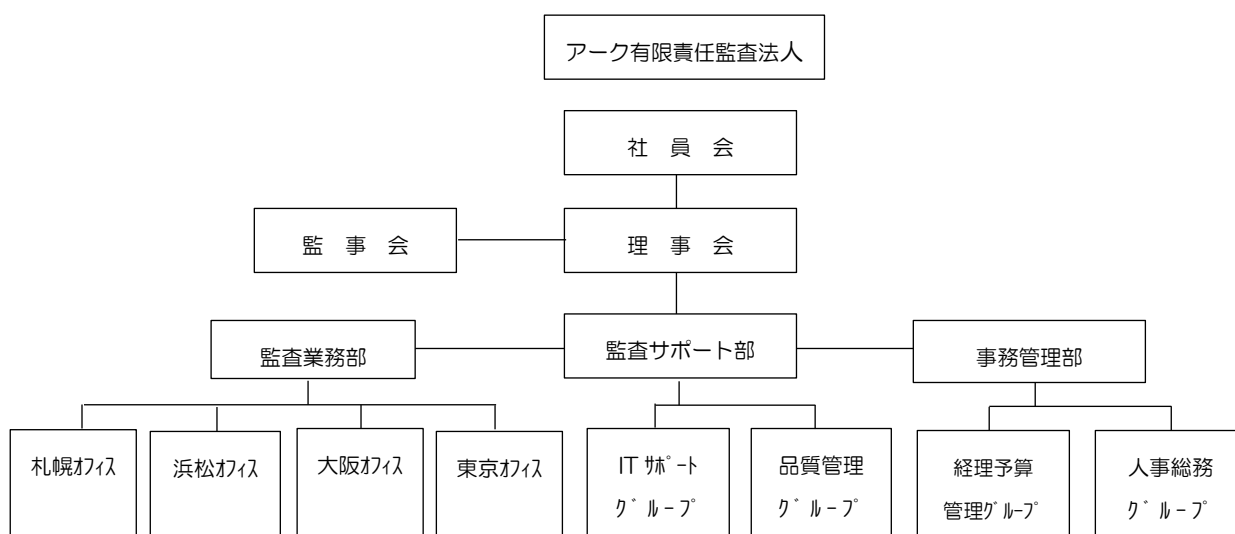 アーク有限責任監査法人
社　員　会
監　事　会
理　事　会
監査業務部
監査サポート部
事務管理部
札幌ｵﾌｨｽ
浜松ｵﾌｨｽ
大阪ｵﾌｨｽ
東京ｵﾌｨｽ
IT ｻﾎﾟｰﾄ
ｸﾞﾙｰﾌﾟ
品質管理
ｸﾞﾙｰﾌﾟ
経理予算
管理ｸﾞﾙｰﾌﾟ
人事総務
ｸﾞﾙｰﾌﾟ